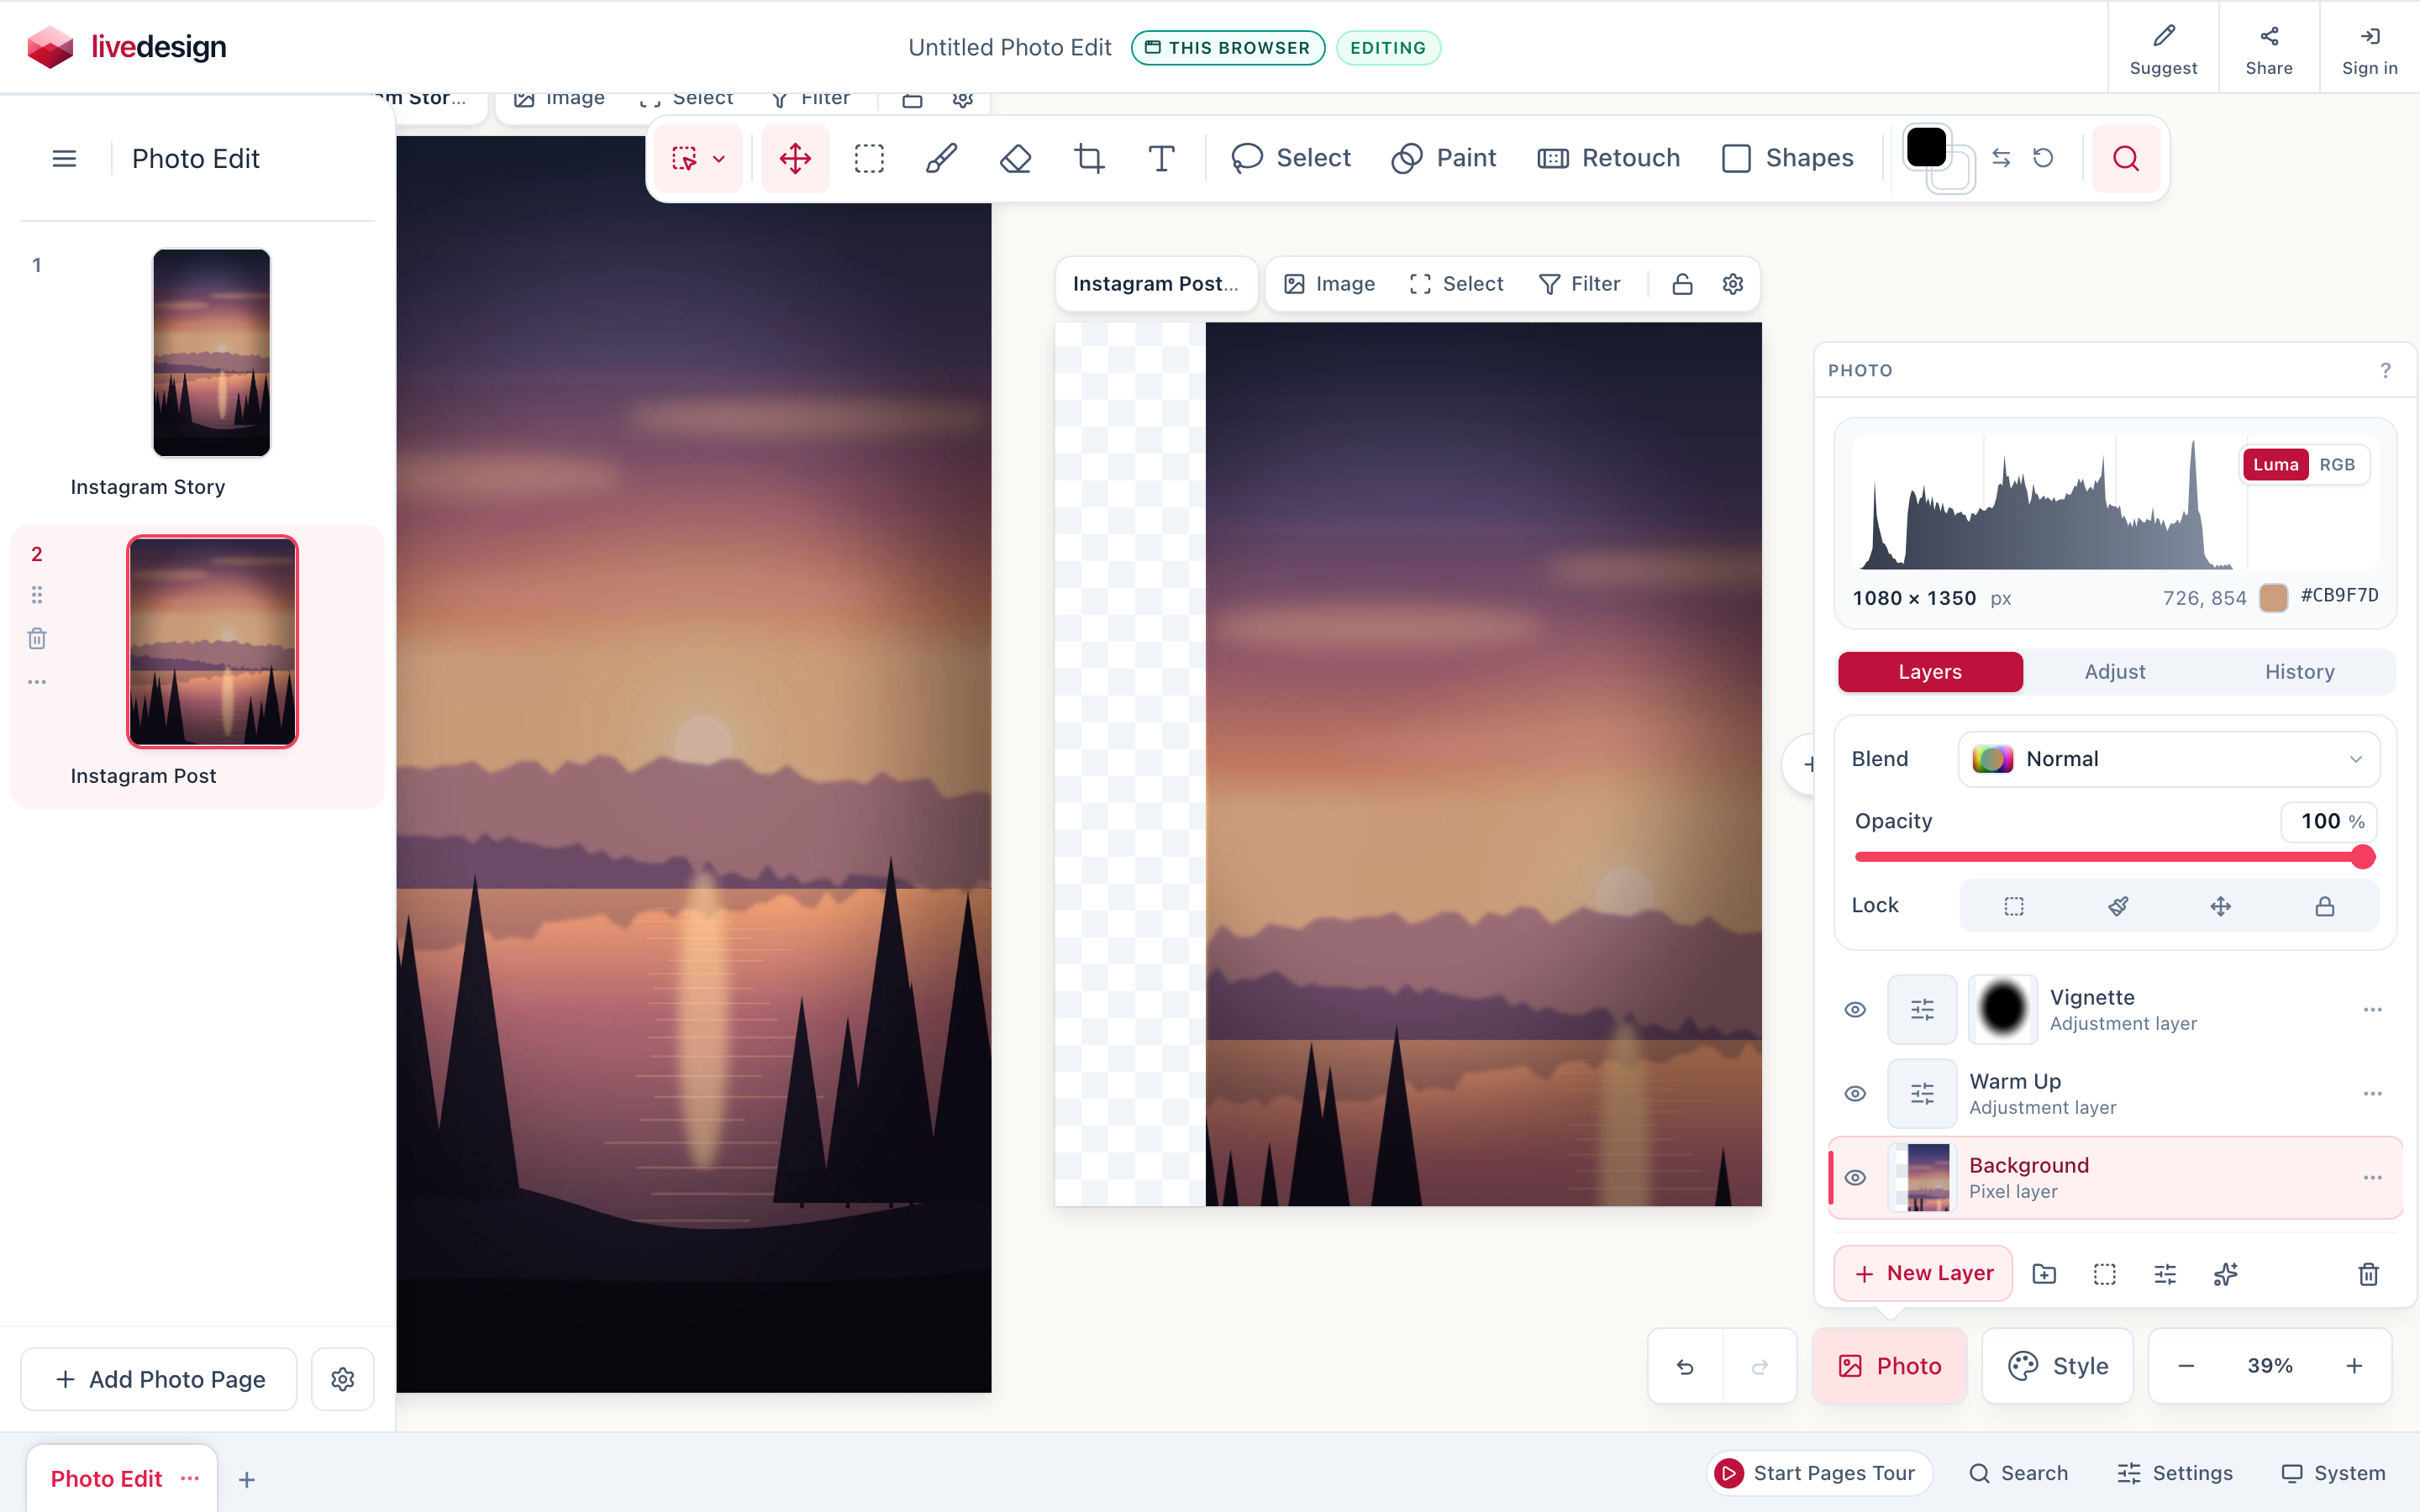 livedesign
Untitled Photo Edit
THIS BROWSER
EDITING
Suggest
Share
Sign in
Photo Edit
1
Instagram Story
2
Instagram Post
Add Photo Page
am Stor...
Image
Select
Filter
Select
Paint
Retouch
Shapes
Instagram Post...
Image
Select
Filter
PHOTO
?
Luma
RGB
1080 × 1350 px
726, 854
#CB9F7D
Layers
Adjust
History
Blend
Normal
Opacity
100 %
Lock
Vignette
Adjustment layer
Warm Up
Adjustment layer
Background
Pixel layer
New Layer
Photo
Style
39%
Photo Edit
Start Pages Tour
Search
Settings
System